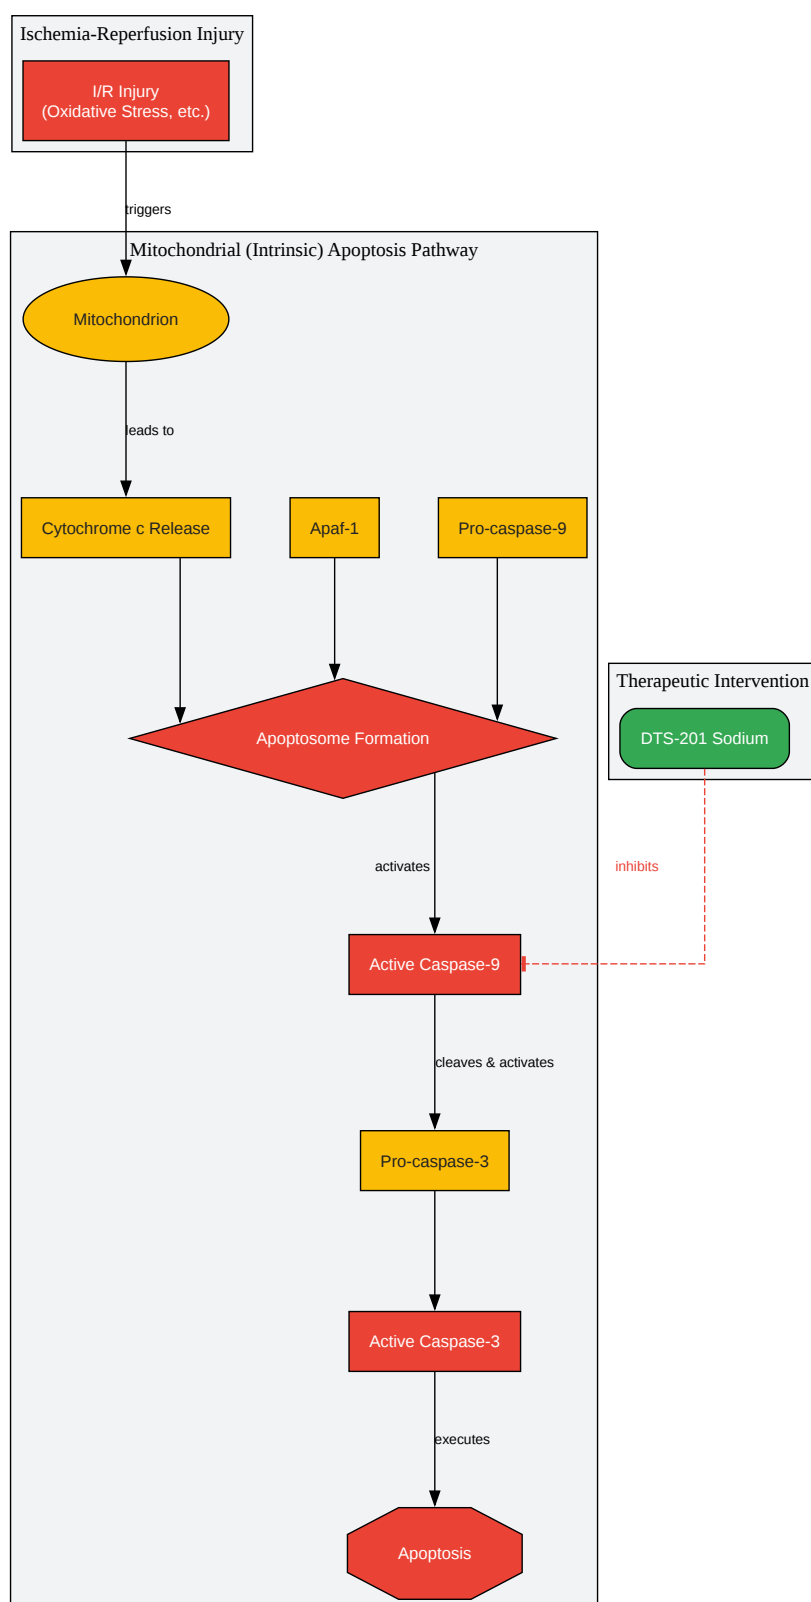 Ischemia-Reperfusion Injury
I/R Injury
(Oxidative Stress, etc.)
triggers
Mitochondrial (Intrinsic) Apoptosis Pathway
Mitochondrion
leads to
Cytochrome c Release
Apaf-1
Pro-caspase-9
Therapeutic Intervention
Apoptosome Formation
DTS-201 Sodium
activates
inhibits
Active Caspase-9
cleaves & activates
Pro-caspase-3
Active Caspase-3
executes
Apoptosis